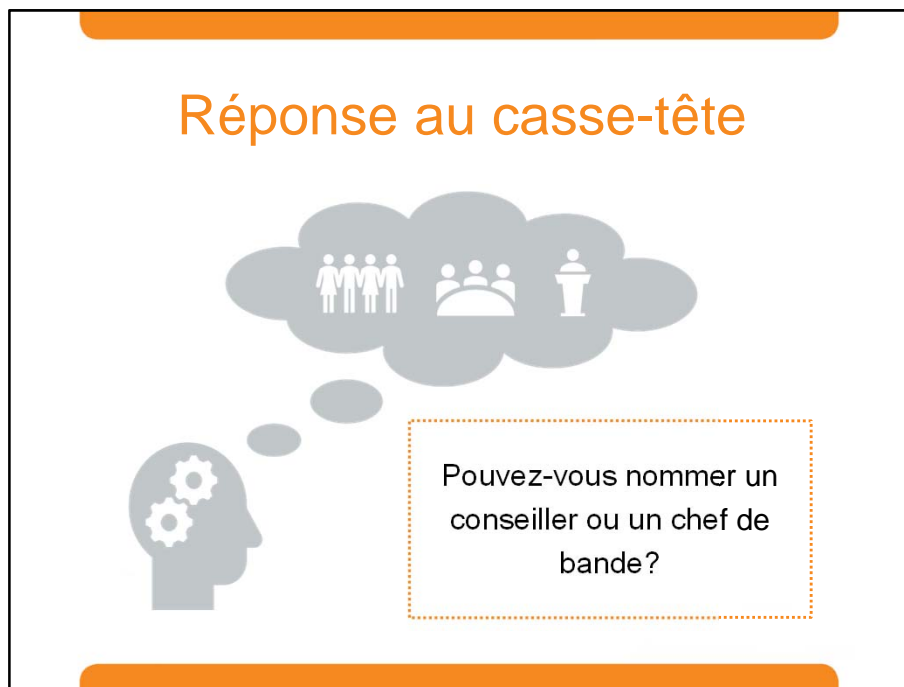 Réponse au casse-tête
Pouvez-vous nommer un
conseiller ou un chef de
bande?